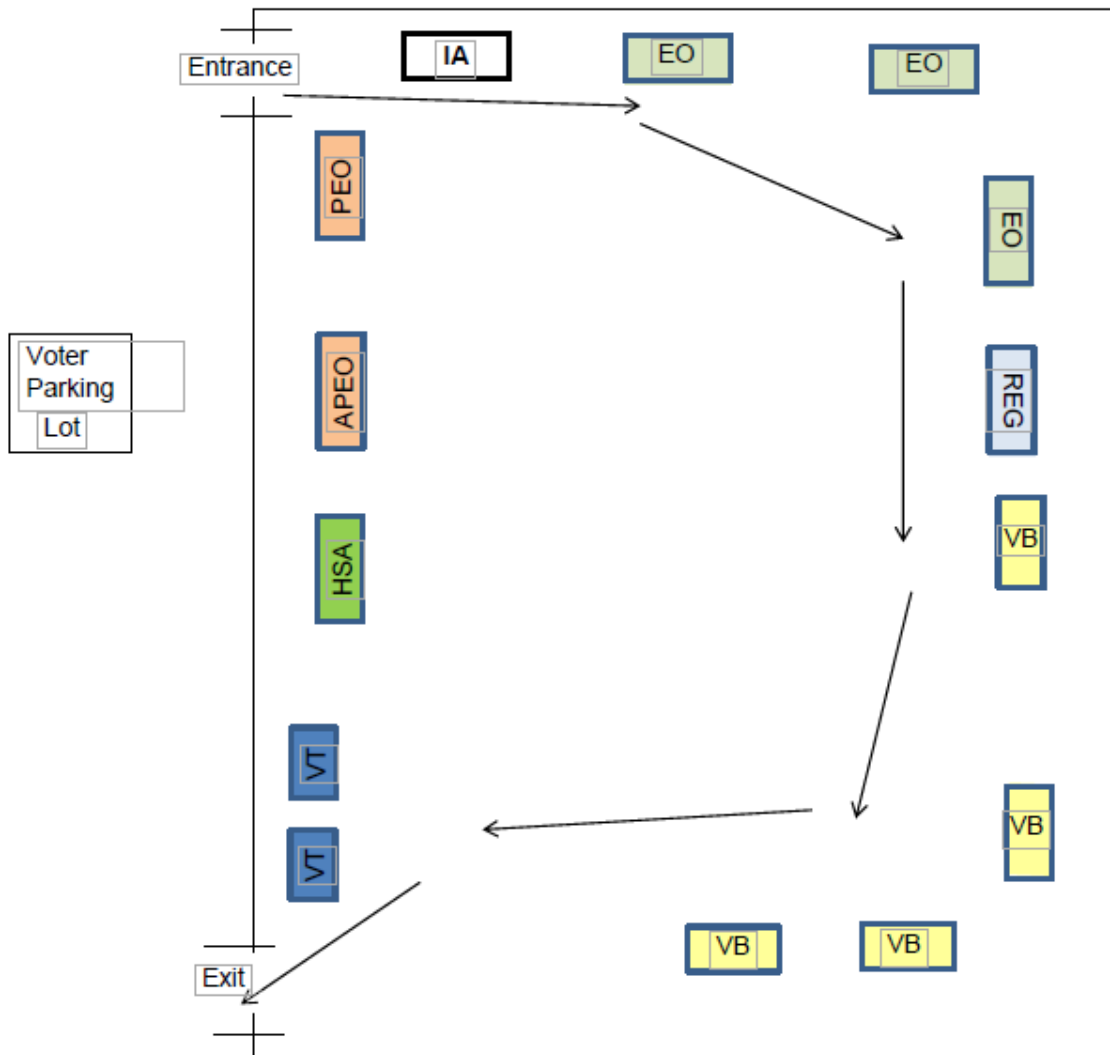 Entrance
IA
EO
EO
PEO
EO
Voter
Parking
Lot
APEO
REG
HSA
VB
VT
VB
VT
VB
VB
Exit